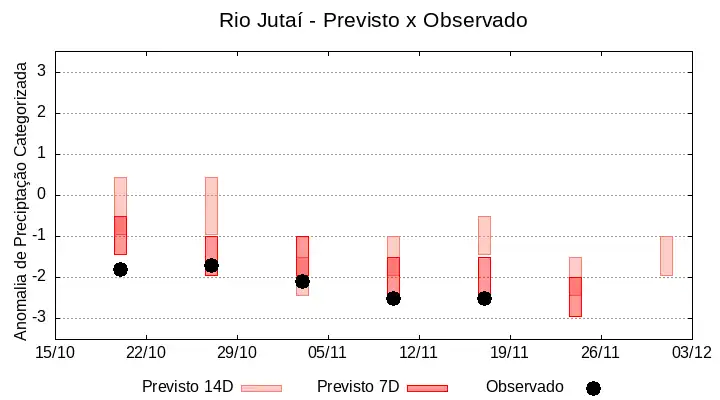 Rio Jutaí - Previsto x Observado
Anomalia de Preciptação Categorizada
3
2
1
0
-1
-2
-3
15/10 22/10 29/10 05/11 12/11 19/11 26/11 03/12
Previsto 14D Previsto 7D Observado